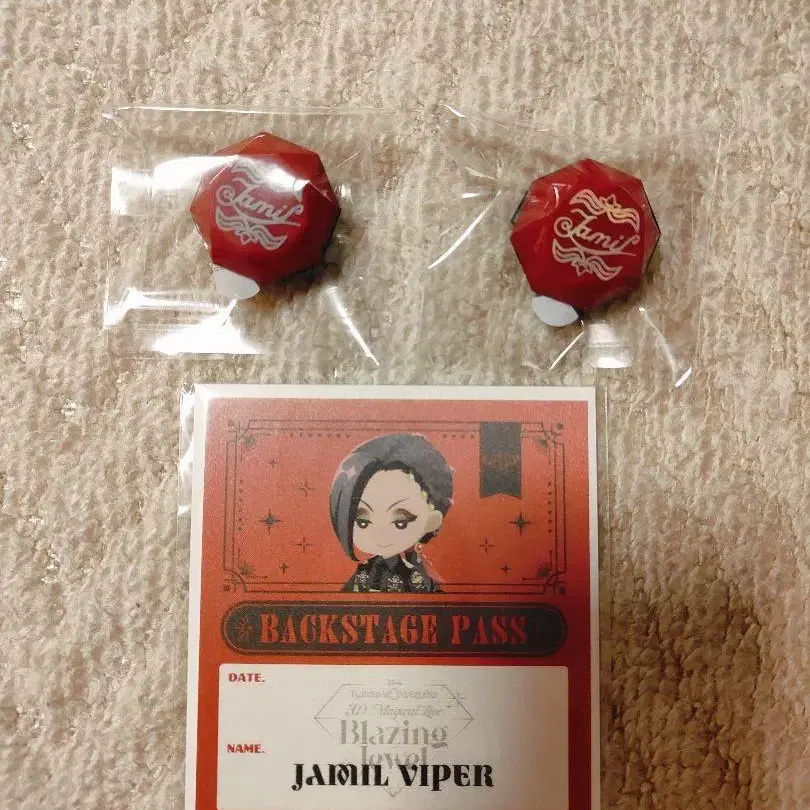 Jamil
Jamil
BACKSTAGE PASS
DATE.
3D Magical Live
Blazing
Jewel
NAME.
JAMIL VIPER